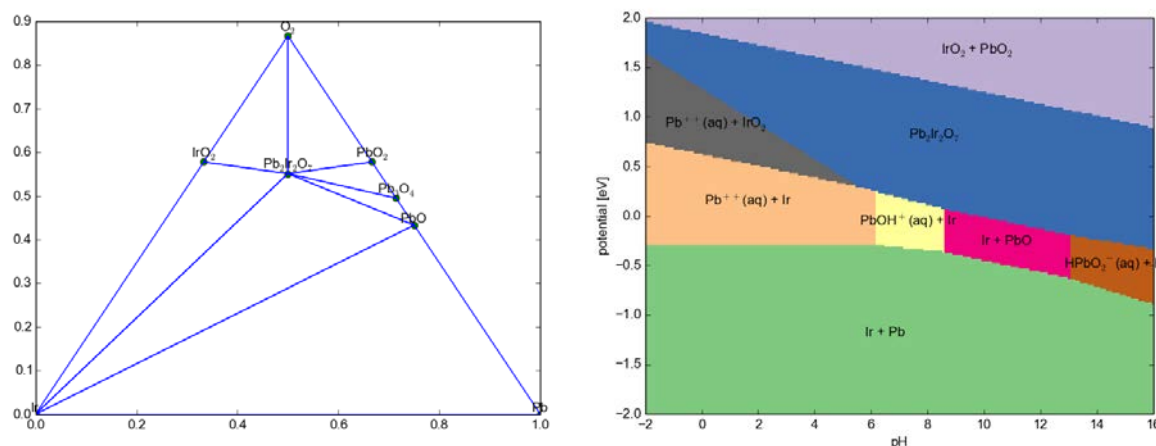 0.9
0.8
0.7
0.6
0.5
0.4
0.3
0.2
0.1
0.0
0.0
0.2
0.4
0.6
0.8
1.0
O₂
IrO₂
Pb₂Ir₂O₇
PbO₂
Pb₃O₄
PbO
Ir
Pb
potential [eV]
2.0
1.5
1.0
0.5
0.0
−0.5
−1.0
−1.5
−2.0
−2
0
2
4
6
8
10
12
14
16
pH
IrO₂ + PbO₂
Pb⁺⁺(aq) + IrO₂
Pb₂Ir₂O₇
Pb⁺⁺(aq) + Ir
PbOH⁺(aq) + Ir
Ir + PbO
HPbO₂⁻(aq) + I
Ir + Pb